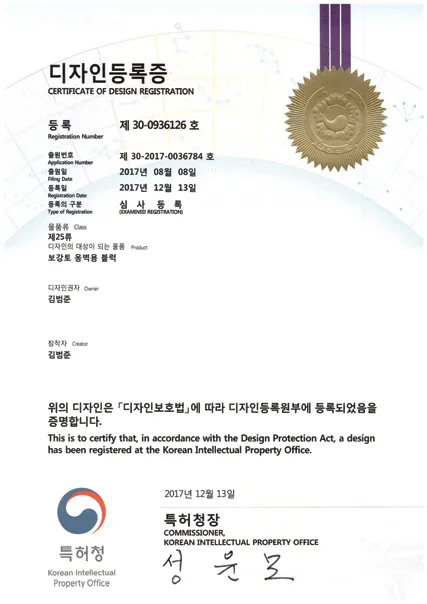 디자인등록증
CERTIFICATE OF DESIGN REGISTRATION
등록 제 30-0936126 호
Registration Number
출원번호 제 30-2017-0036784 호
Application Number
출원일 2017년 08월 08일
Filing Date
등록일 2017년 12월 13일
Registration Date
등록의 구분 심사등록
Type of Registration (EXAMINED REGISTRATION)
물품류 Class
제25류
디자인의 대상이 되는 물품 Product
보강토 옹벽용 블럭
디자인권자 Owner
김범준
창작자 Creator
김범준
위의 디자인은 「디자인보호법」에 따라 디자인등록원부에 등록되었음을
증명합니다.
This is to certify that, in accordance with the Design Protection Act, a design
has been registered at the Korean Intellectual Property Office.
2017년 12월 13일
특허청장
COMMISSIONER,
KOREAN INTELLECTUAL PROPERTY OFFICE
성윤모
특허청
Korean Intellectual
Property Office